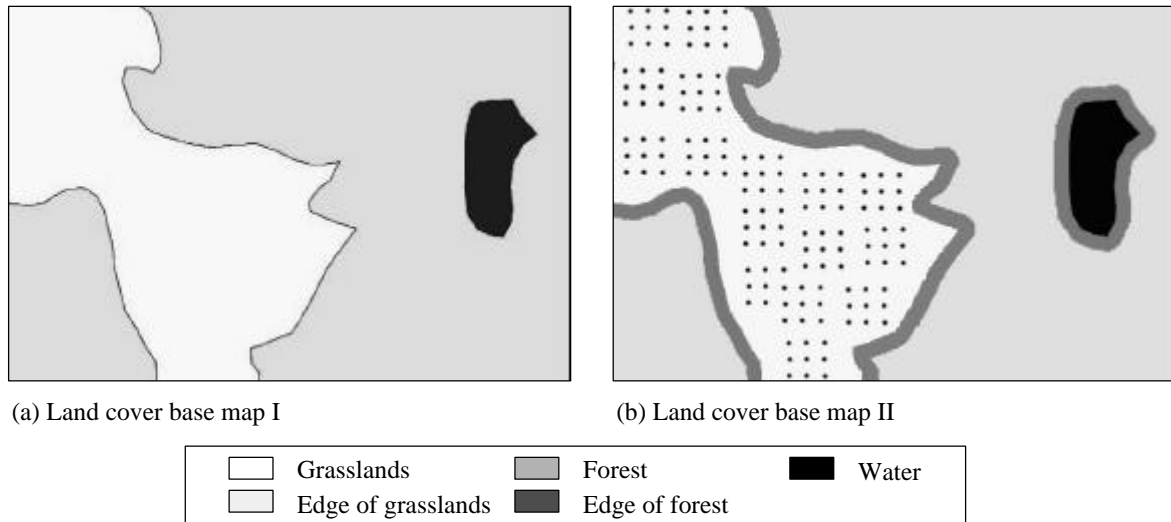 (a) Land cover base map I
(b) Land cover base map II
Grasslands
Forest
Water
Edge of grasslands
Edge of forest